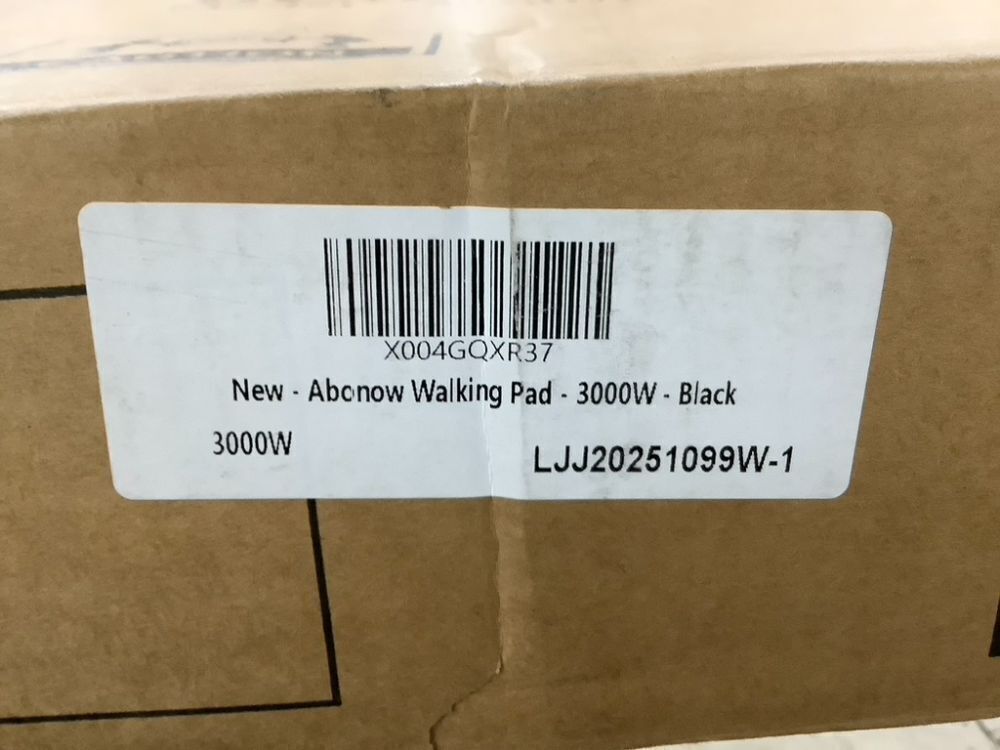 X004GQXR37
New - Abonow Walking Pad - 3000W - Black
3000W
LJJ20251099W-1